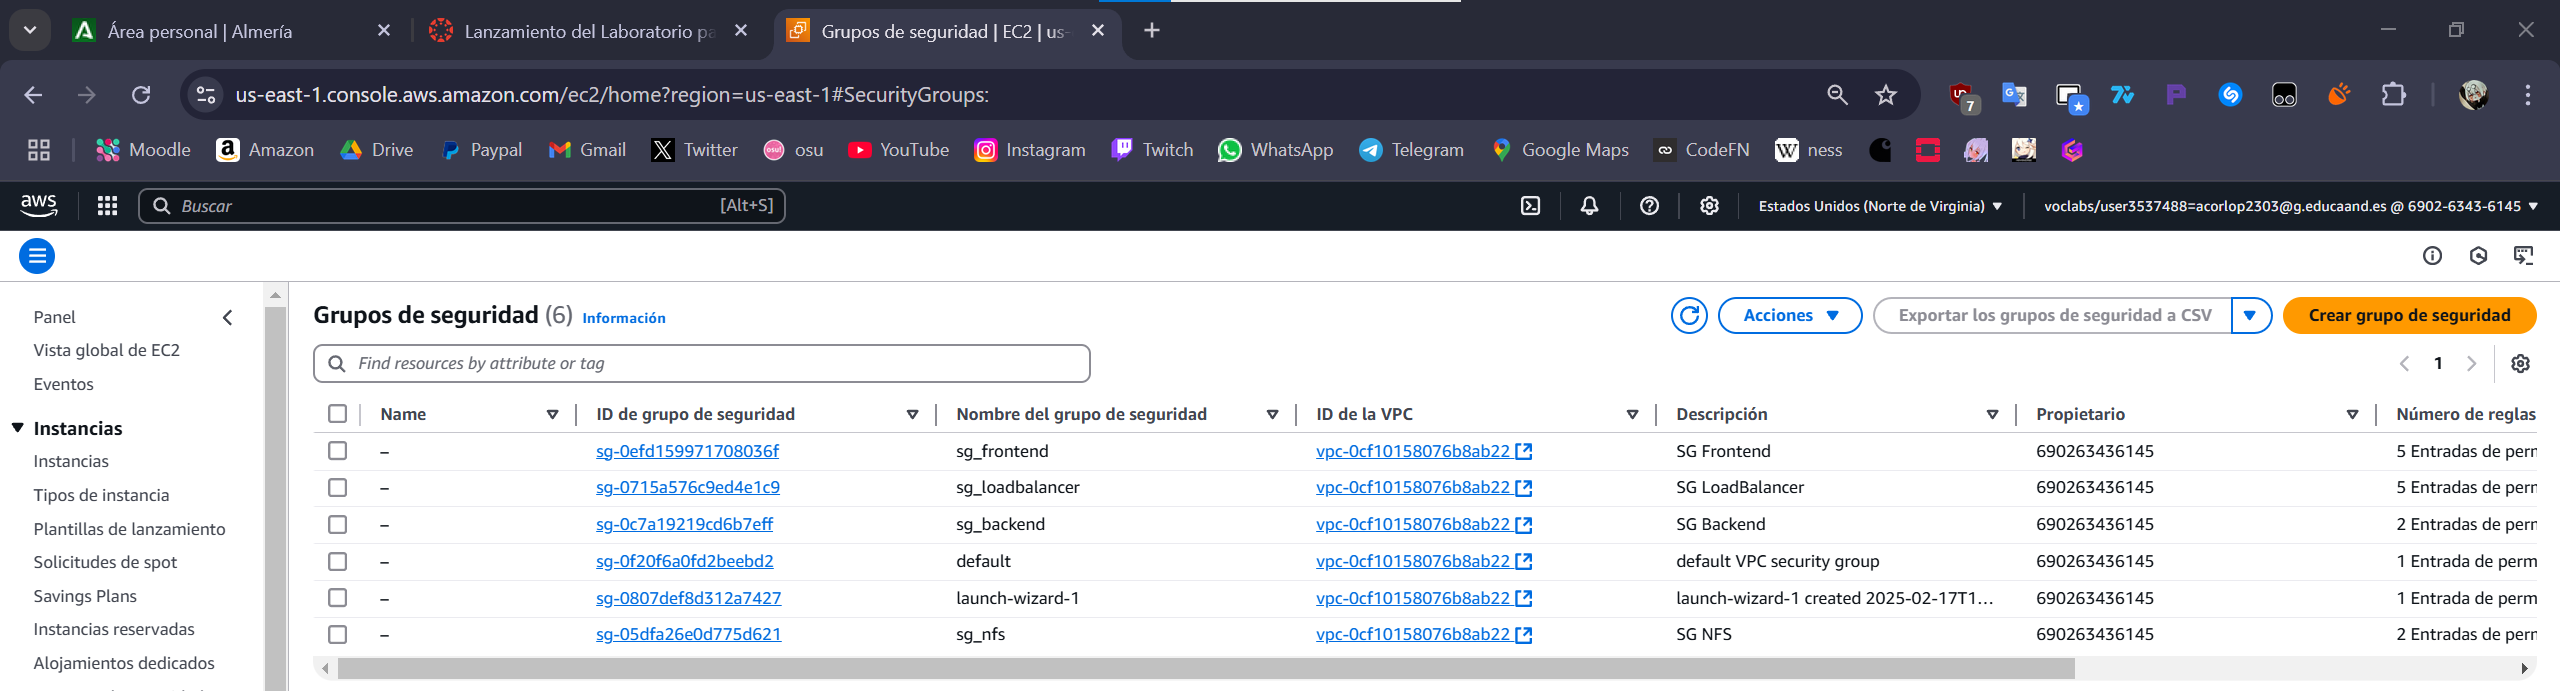 Área personal | Almería
Lanzamiento del Laboratorio pa
Grupos de seguridad | EC2 | us-
us-east-1.console.aws.amazon.com/ec2/home?region=us-east-1#SecurityGroups:
7
Moodle Amazon Drive Paypal Gmail Twitter osu YouTube Instagram Twitch WhatsApp Telegram Google Maps CodeFN ness
aws Buscar [Alt+S] Estados Unidos (Norte de Virginia) voclabs/user3537488=acorlop2303@g.educaand.es @ 6902-6343-6145
Panel
Vista global de EC2
Eventos
Instancias
Instancias
Tipos de instancia
Plantillas de lanzamiento
Solicitudes de spot
Savings Plans
Instancias reservadas
Alojamientos dedicados
Grupos de seguridad (6) Información
Acciones Exportar los grupos de seguridad a CSV Crear grupo de seguridad
Find resources by attribute or tag 1
Name ID de grupo de seguridad Nombre del grupo de seguridad ID de la VPC Descripción Propietario Número de reglas
– sg-0efd159971708036f sg_frontend vpc-0cf10158076b8ab22 SG Frontend 690263436145 5 Entradas de perm
– sg-0715a576c9ed4e1c9 sg_loadbalancer vpc-0cf10158076b8ab22 SG LoadBalancer 690263436145 5 Entradas de perm
– sg-0c7a19219cd6b7eff sg_backend vpc-0cf10158076b8ab22 SG Backend 690263436145 2 Entradas de perm
– sg-0f20f6a0fd2beebd2 default vpc-0cf10158076b8ab22 default VPC security group 690263436145 1 Entrada de perm
– sg-0807def8d312a7427 launch-wizard-1 vpc-0cf10158076b8ab22 launch-wizard-1 created 2025-02-17T1... 690263436145 1 Entrada de perm
– sg-05dfa26e0d775d621 sg_nfs vpc-0cf10158076b8ab22 SG NFS 690263436145 2 Entradas de perm